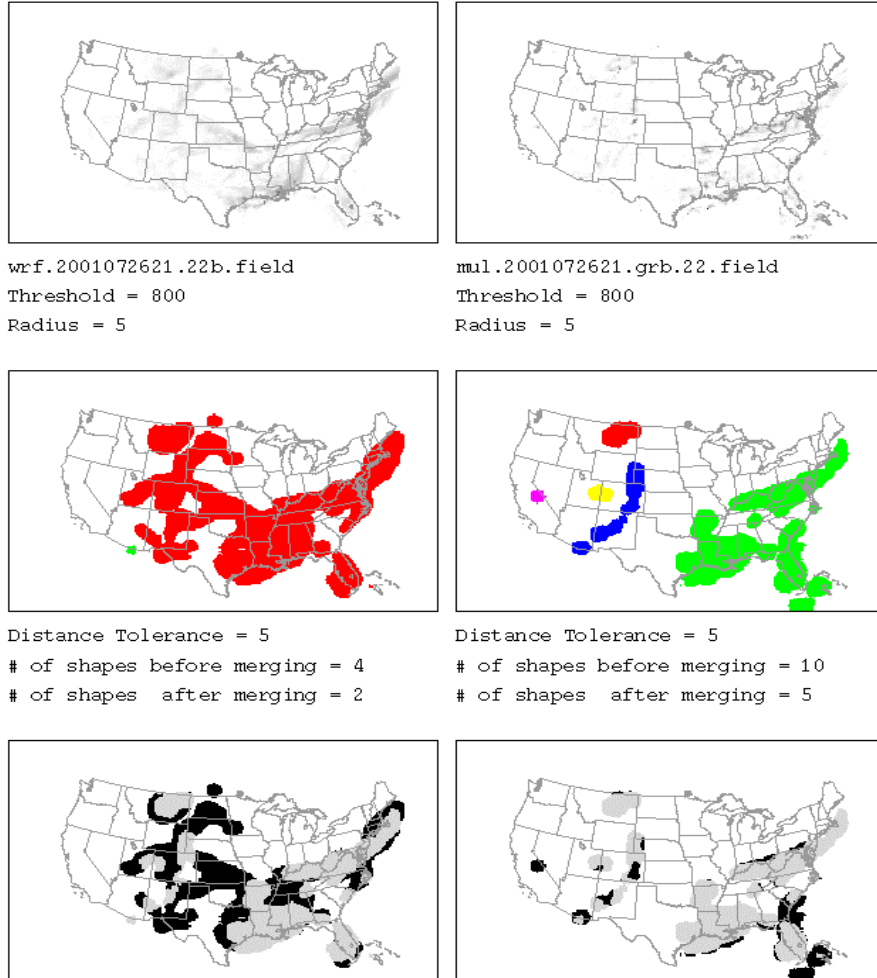 wrf.2001072621.22b.field
Threshold = 800
Radius = 5
mul.2001072621.grb.22.field
Threshold = 800
Radius = 5
Distance Tolerance = 5
# of shapes before merging = 4
# of shapes after merging = 2
Distance Tolerance = 5
# of shapes before merging = 10
# of shapes after merging = 5